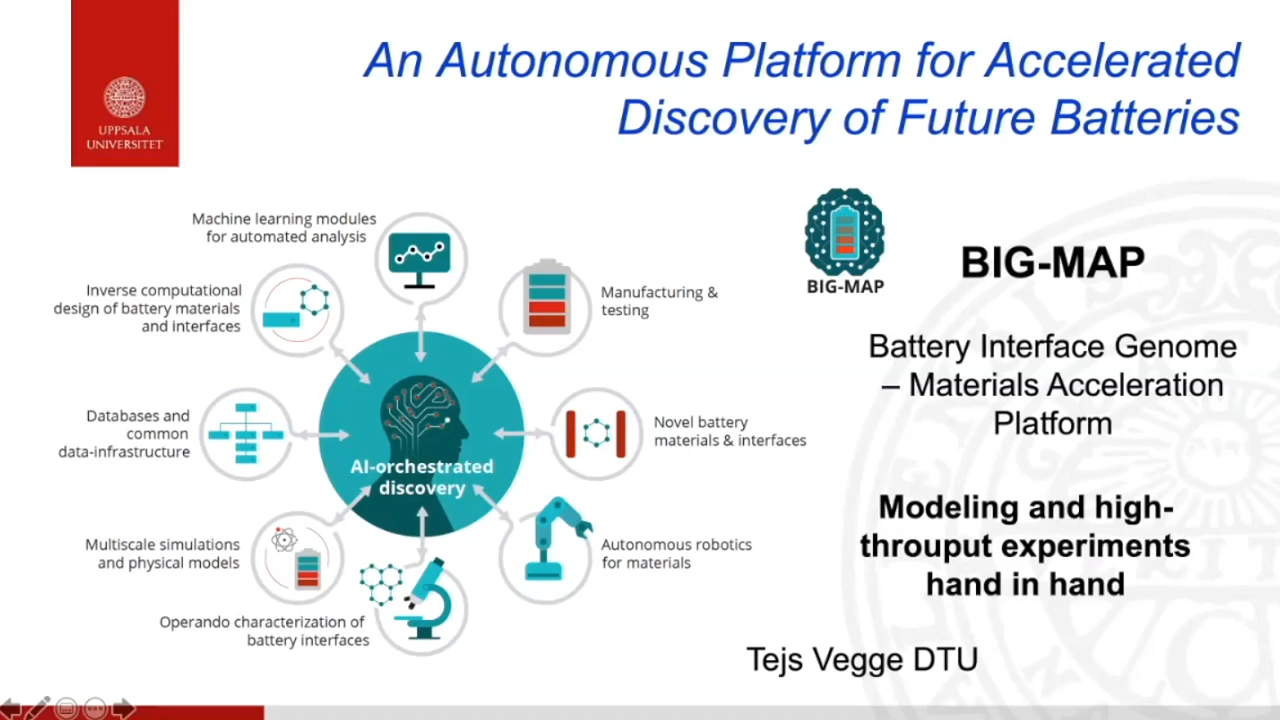 An Autonomous Platform for Accelerated
Discovery of Future Batteries
UPPSALA
UNIVERSITET
Machine learning modules
for automated analysis
Inverse computational
design of battery materials
and interfaces
Manufacturing &
testing
Databases and
common
data-infrastructure
Novel battery
materials & interfaces
AI-orchestrated
discovery
Multiscale simulations
and physical models
Autonomous robotics
for materials
Operando characterization of
battery interfaces
BIG-MAP
BIG-MAP
Battery Interface Genome
– Materials Acceleration
Platform
Modeling and high-
throuput experiments
hand in hand
Tejs Vegge DTU